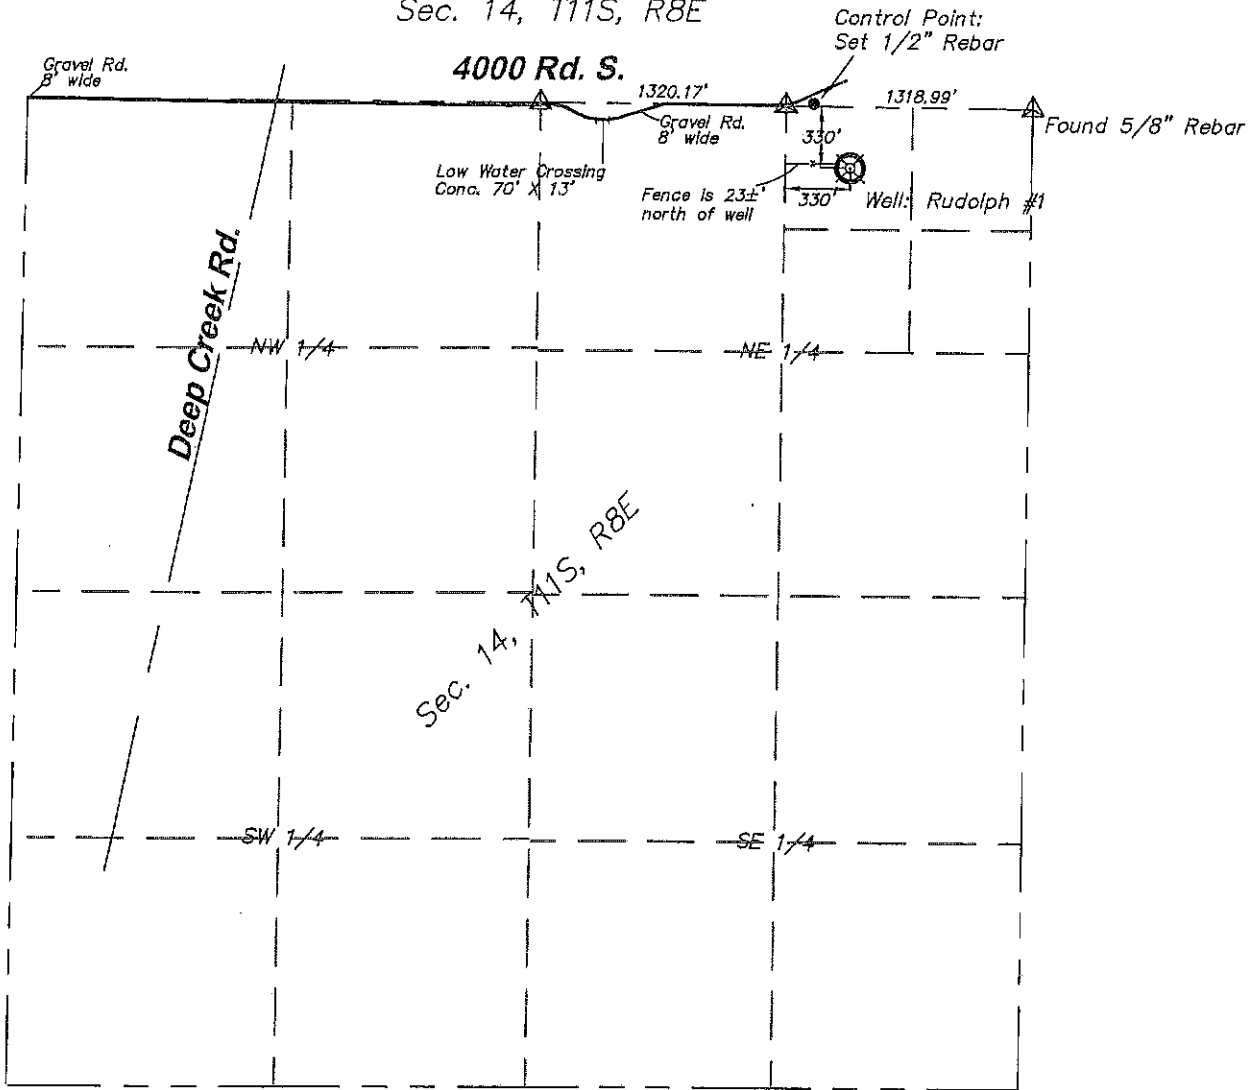 Sec. 14, T11S, R8E
Control Point:
Set 1/2" Rebar
Gravel Rd.
8' wide
4000 Rd. S.
1320.17'
1318.99'
Found 5/8" Rebar
Gravel Rd.
8' wide
330'
Low Water Crossing
Conc. 70' X 13'
Fence is 23±'
north of well
330'
Well: Rudolph #1
Deep Creek Rd.
NW 1/4
NE 1/4
Sec. 14, T11S, R8E
SW 1/4
SE 1/4